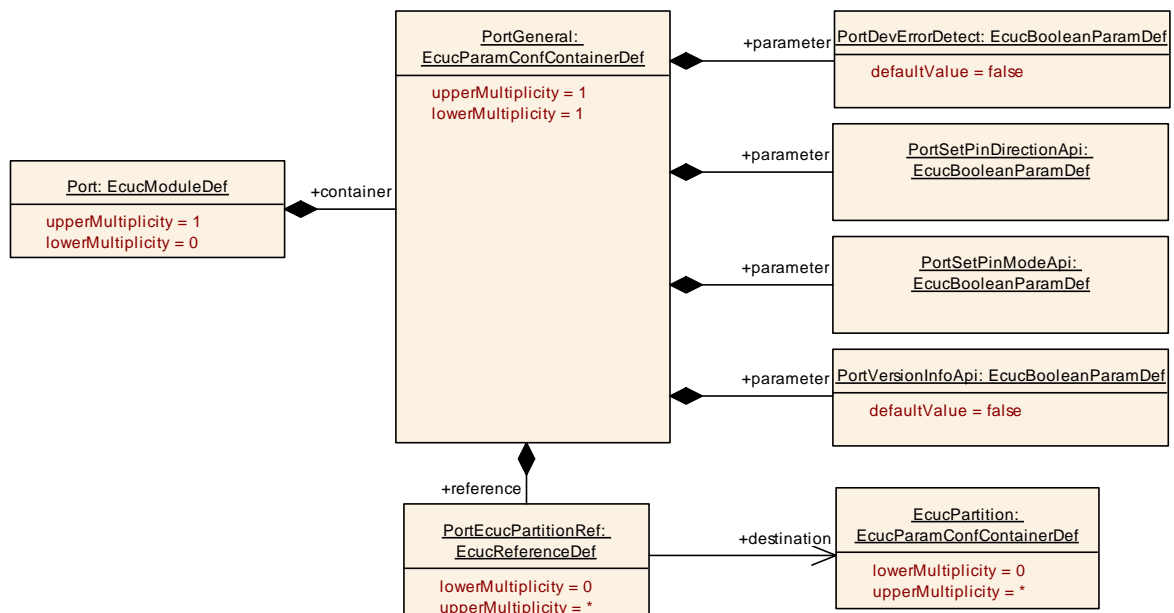 PortGeneral:
EcucParamConfContainerDef
upperMultiplicity = 1
lowerMultiplicity = 1
+parameter
PortDevErrorDetect: EcucBooleanParamDef
defaultValue = false
+parameter
PortSetPinDirectionApi:
EcucBooleanParamDef
Port: EcucModuleDef
upperMultiplicity = 1
lowerMultiplicity = 0
+container
+parameter
PortSetPinModeApi:
EcucBooleanParamDef
+parameter
PortVersionInfoApi: EcucBooleanParamDef
defaultValue = false
+reference
PortEcucPartitionRef:
EcucReferenceDef
lowerMultiplicity = 0
upperMultiplicity = *
+destination
EcucPartition:
EcucParamConfContainerDef
lowerMultiplicity = 0
upperMultiplicity = *